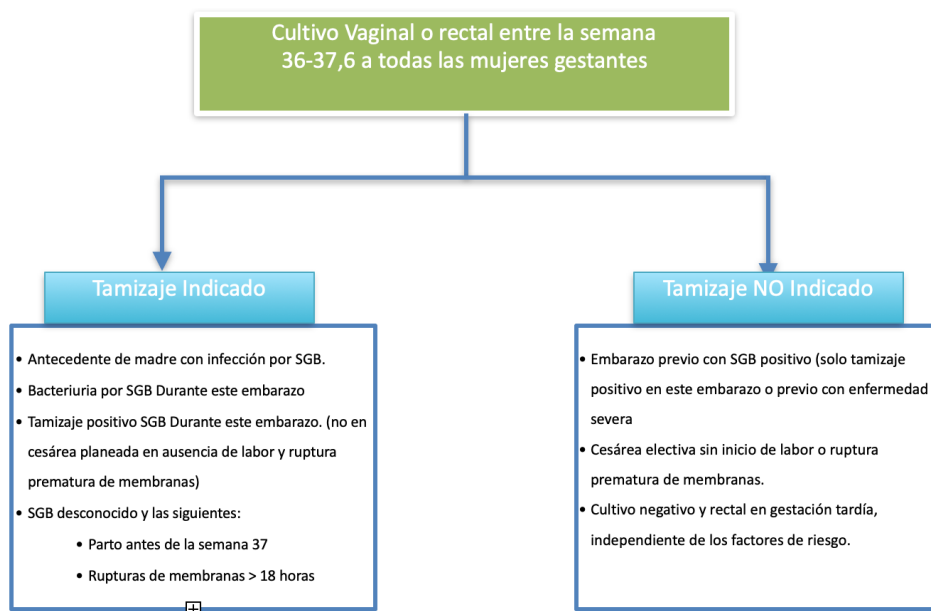 Cultivo Vaginal o rectal entre la semana
36-37,6 a todas las mujeres gestantes
Tamizaje Indicado
• Antecedente de madre con infección por SGB.
• Bacteriuria por SGB Durante este embarazo
• Tamizaje positivo SGB Durante este embarazo. (no en
cesárea planeada en ausencia de labor y ruptura
prematura de membranas)
• SGB desconocido y las siguientes:
• Parto antes de la semana 37
• Rupturas de membranas > 18 horas
Tamizaje NO Indicado
• Embarazo previo con SGB positivo (solo tamizaje
positivo en este embarazo o previo con enfermedad
severa
• Cesárea electiva sin inicio de labor o ruptura
prematura de membranas.
• Cultivo negativo y rectal en gestación tardía,
independiente de los factores de riesgo.